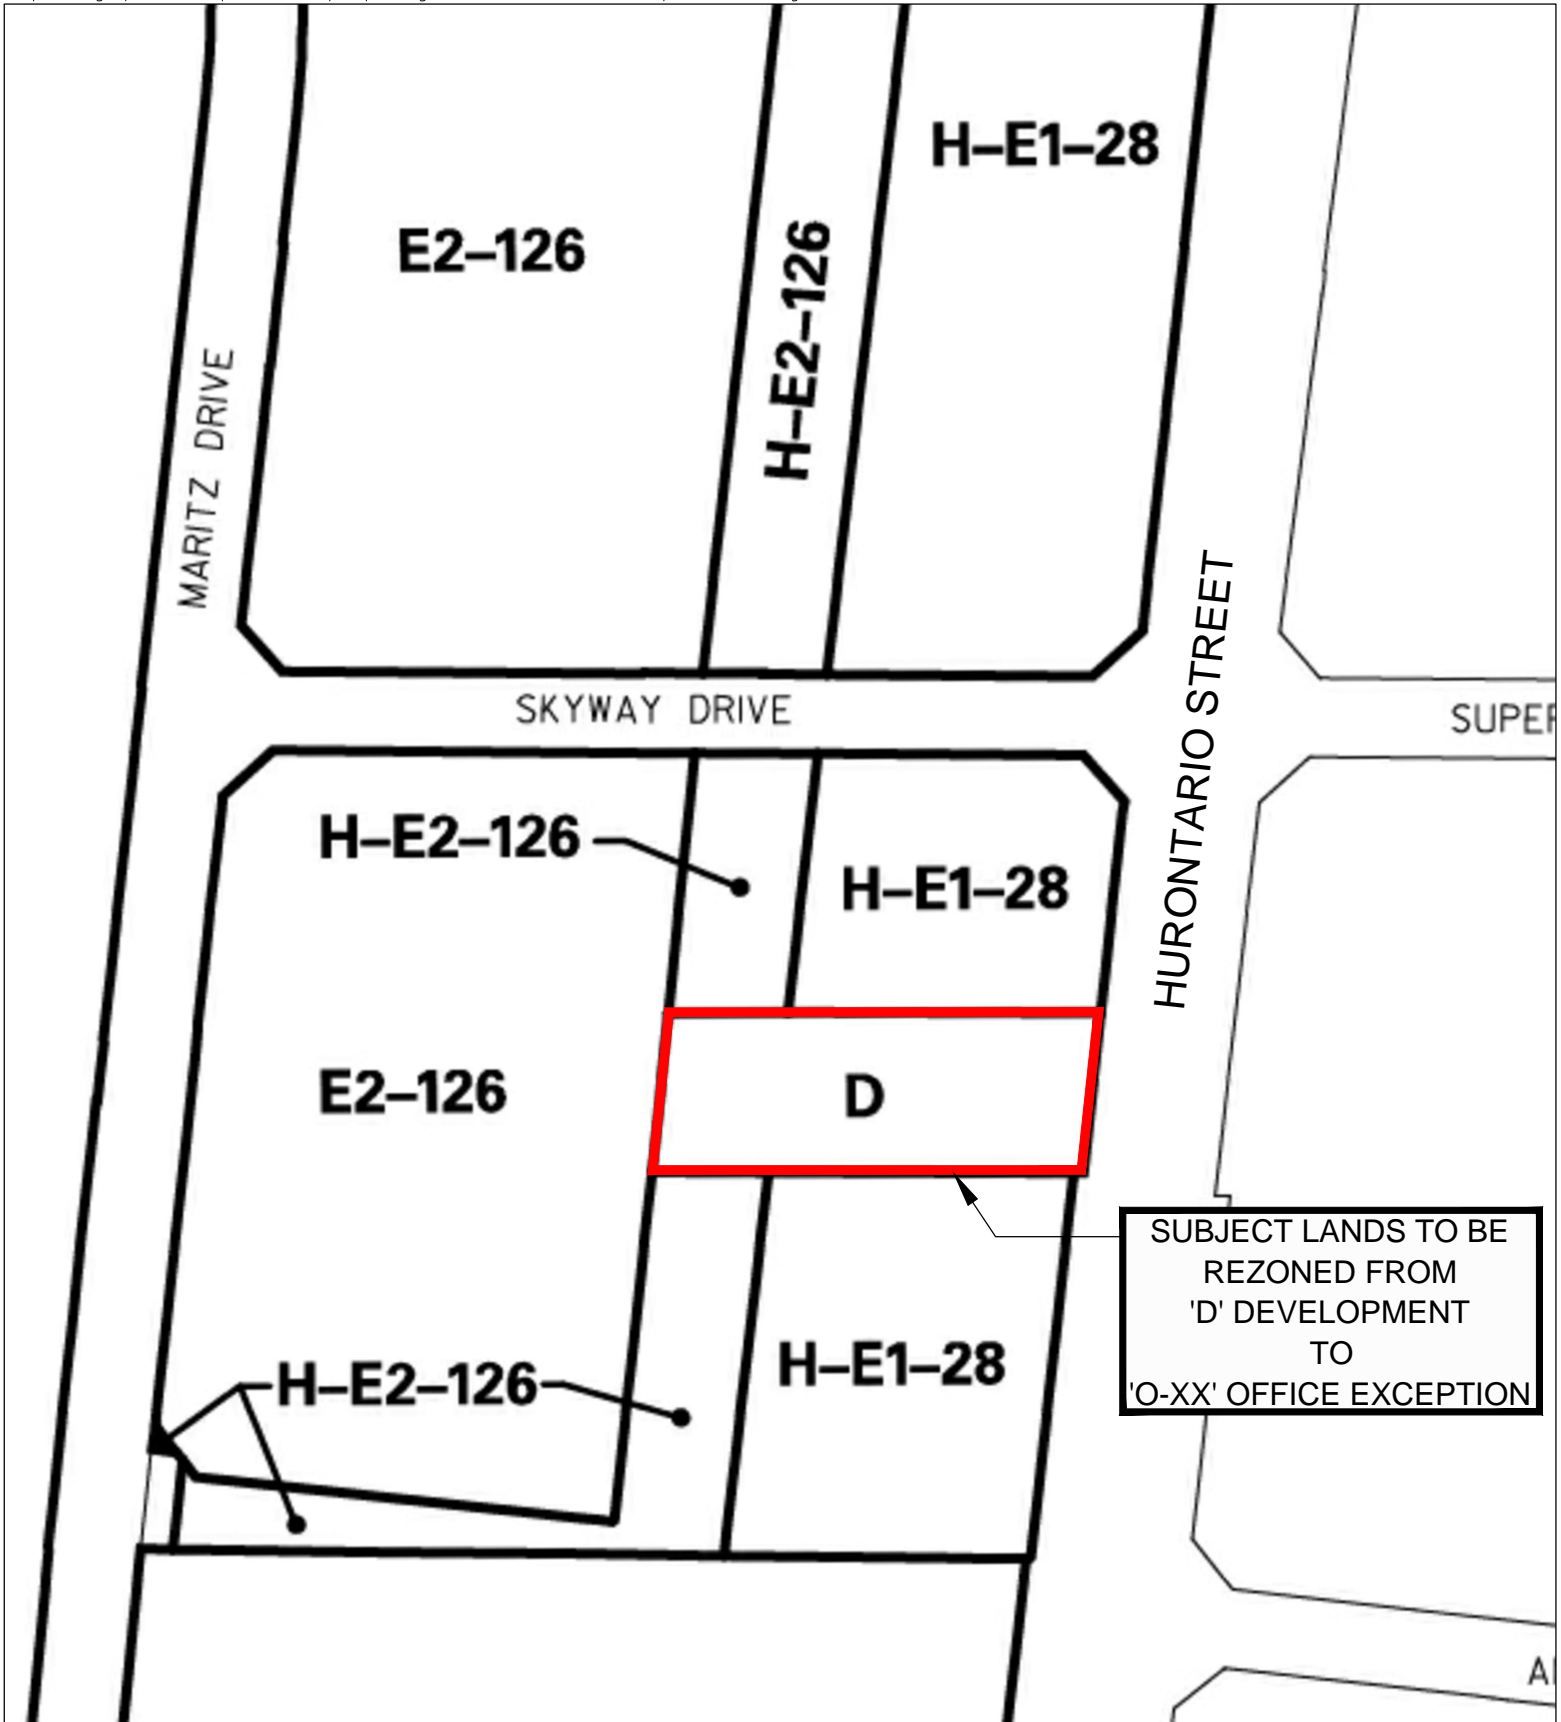 H–E1–28
E2–126
H–E2–126
MARITZ DRIVE
HURONTARIO STREET
SKYWAY DRIVE
H–E2–126
H–E1–28
E2–126
D
SUBJECT LANDS TO BE
REZONED FROM
'D' DEVELOPMENT
TO
'O-XX' OFFICE EXCEPTION
H–E1–28
H–E2–126